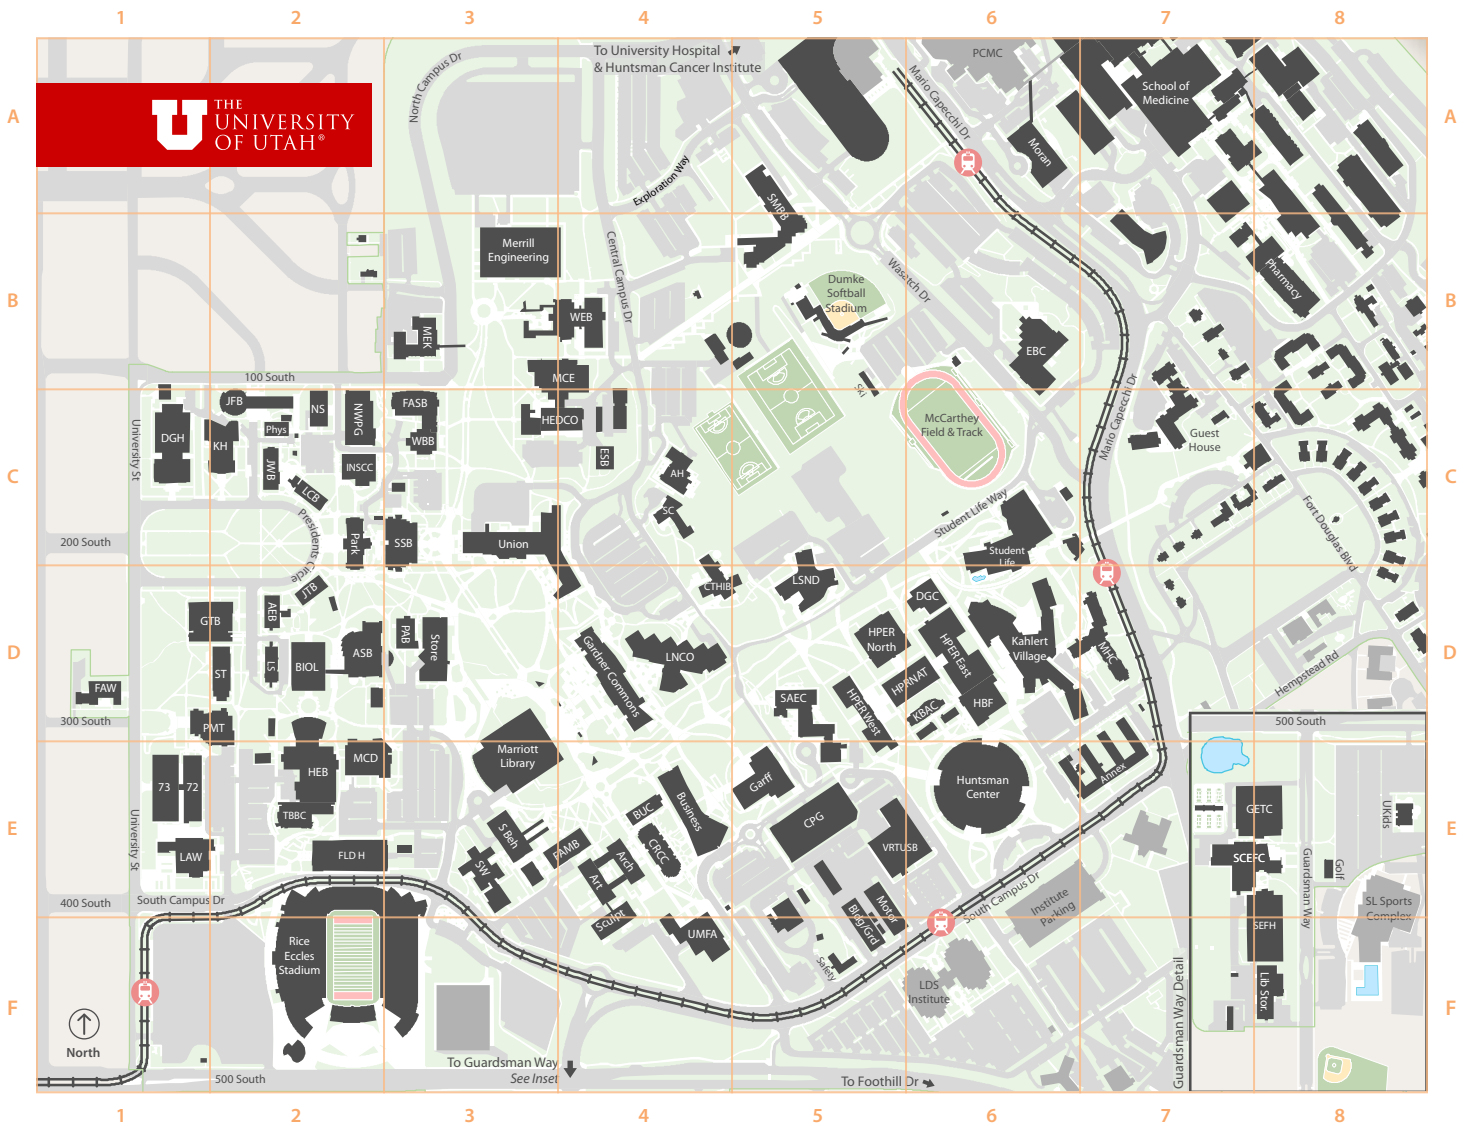 1 2 3 4 5 6 7 8
A
A
B
B
C
C
D
D
E
E
F
F
THE
UNIVERSITY
OF UTAH®
North Campus Dr
To University Hospital
& Huntsman Cancer Institute
Exploration Way
Mario Capecchi Dr
PCMC
School of
Medicine
Moran
SMBB
Merrill
Engineering
Central Campus Dr
WEB
MEK
MCE
Dumke
Softball
Stadium
Wasatch Dr
EBC
Pharmacy
Mario Capecchi Dr
100 South
University St
DGH
JFB
KH
Phys
NS
NWPG
JWB
LCB
INSCC
FASB
WBB
HEDCO
ESB
AH
SC
Ski
McCarthey
Field & Track
Guest
House
Fort Douglas Blvd
Student Life Way
200 South
Presidents Circle
Park
SSB
Union
CTHIB
LSND
Student
Life
JTB
GTB
AEB
ST
LS
BIOL
ASB
PAB
Store
Gardner Commons
LNCO
DGC
HPER
North
HPER East
HPRNAT
Kahlert
Village
MHC
HBF
KBAC
HPER West
SAEC
Hempstead Rd
FAW
300 South
PMT
500 South
73
72
HEB
MCD
TBBC
LAW
FLD H
University St
Marriott
Library
S Beh
SW
FAMB
BUC
Business
CRCC
Arch
Art
Sculpt
UMFA
Garff
CPG
VRTUSB
Huntsman
Center
Annex
GETC
SCEFC
SEFH
Lib Stor.
UKids
Golf
Guardsman Way
SL Sports
Complex
400 South
South Campus Dr
Rice
Eccles
Stadium
Motor
Bldg/Grd
Safety
South Campus Dr
Institute
Parking
LDS
Institute
Guardsman Way Detail
North
500 South
To Guardsman Way
See Inset
To Foothill Dr
1 2 3 4 5 6 7 8